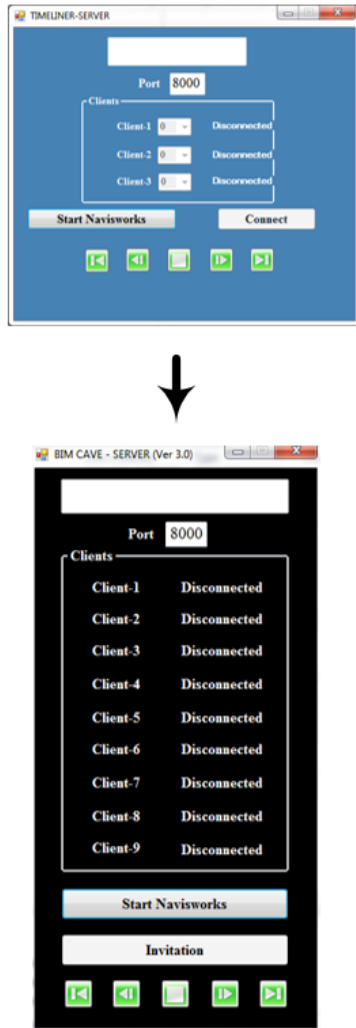 TIMELINER-SERVER
Port 8000
Clients
Client-1 0 Disconnected
Client-2 0 Disconnected
Client-3 0 Disconnected
Start Navisworks Connect
BIM CAVE - SERVER (Ver 3.0)
Port 8000
Clients
Client-1 Disconnected
Client-2 Disconnected
Client-3 Disconnected
Client-4 Disconnected
Client-5 Disconnected
Client-6 Disconnected
Client-7 Disconnected
Client-8 Disconnected
Client-9 Disconnected
Start Navisworks
Invitation